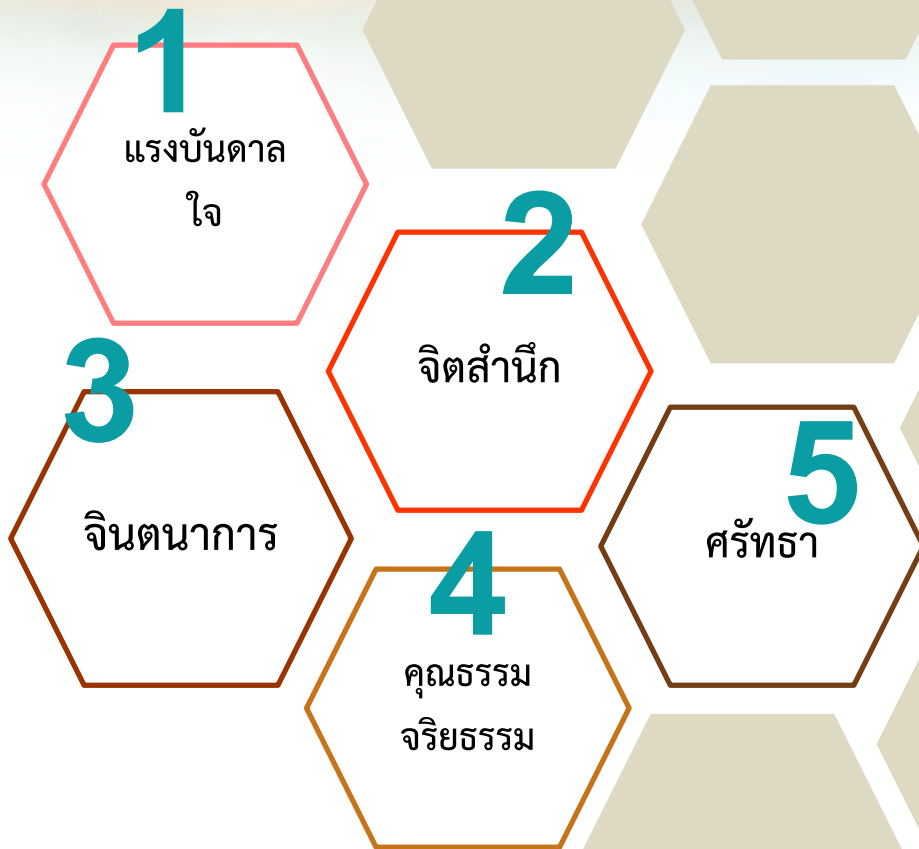 1
แรงบันดาล
ใจ
2
จิตสำนึก
3
จินตนาการ
4
คุณธรรม
จริยธรรม
5
ศรัทธา